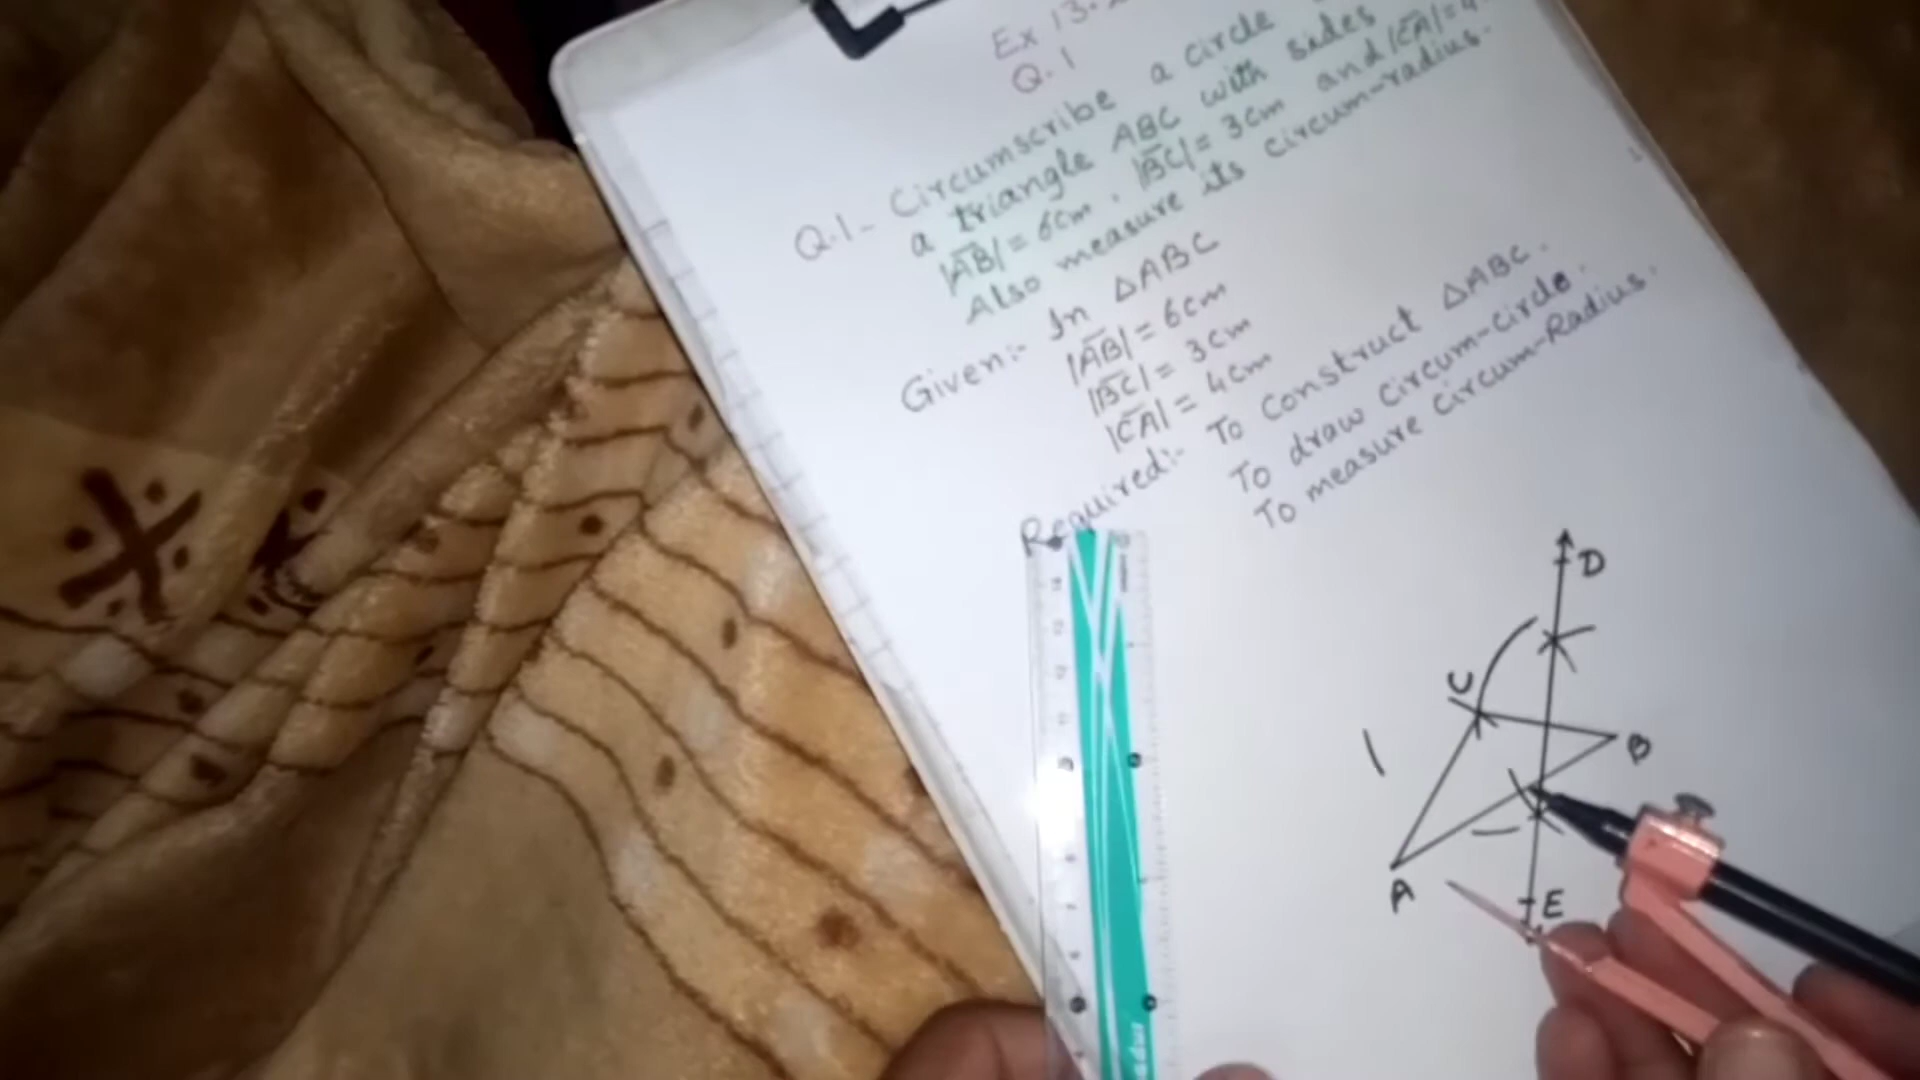 Ex 13.
Q.1
Q.1- Circumscribe a circle
a triangle ABC with sides
|AB| = 6cm, |BC| = 3cm and |CA| = 4
Also measure its circum-radius.
Given:- In △ABC
|AB| = 6cm
|BC| = 3cm
|CA| = 4cm
Required:- To Construct △ABC.
To draw circum-circle.
To measure circum-Radius.
D
C
B
A
E